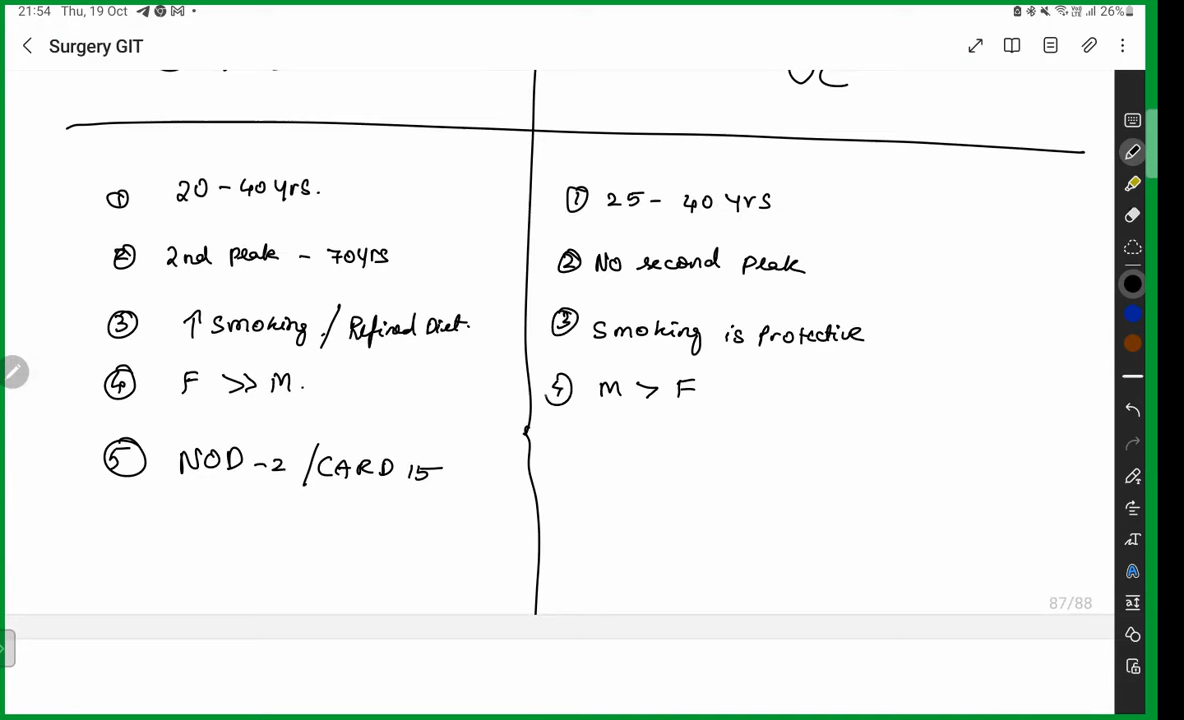 21:54 Thu, 19 Oct
26%
Surgery GIT
UC
① 20 - 40 yrs.
② 2nd peak - 70yrs
③ ↑ Smoking / Refined Diet.
④ F >> M.
⑤ NOD-2 / CARD 15
① 25 - 40 yrs
② No second peak
③ Smoking is protective
④ M > F
87/88